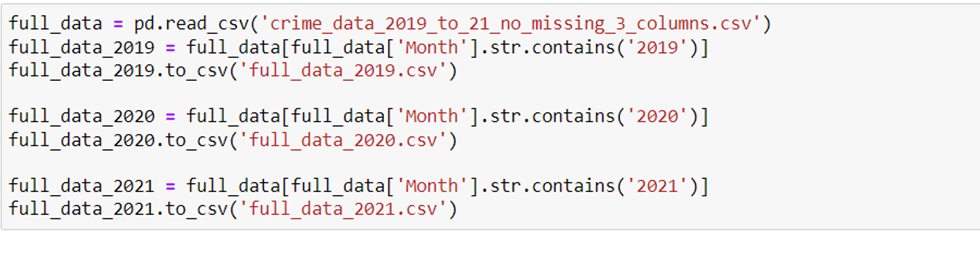 full_data = pd.read_csv('crime_data_2019_to_21_no_missing_3_columns.csv')
full_data_2019 = full_data[full_data['Month'].str.contains('2019')]
full_data_2019.to_csv('full_data_2019.csv')
full_data_2020 = full_data[full_data['Month'].str.contains('2020')]
full_data_2020.to_csv('full_data_2020.csv')
full_data_2021 = full_data[full_data['Month'].str.contains('2021')]
full_data_2021.to_csv('full_data_2021.csv')